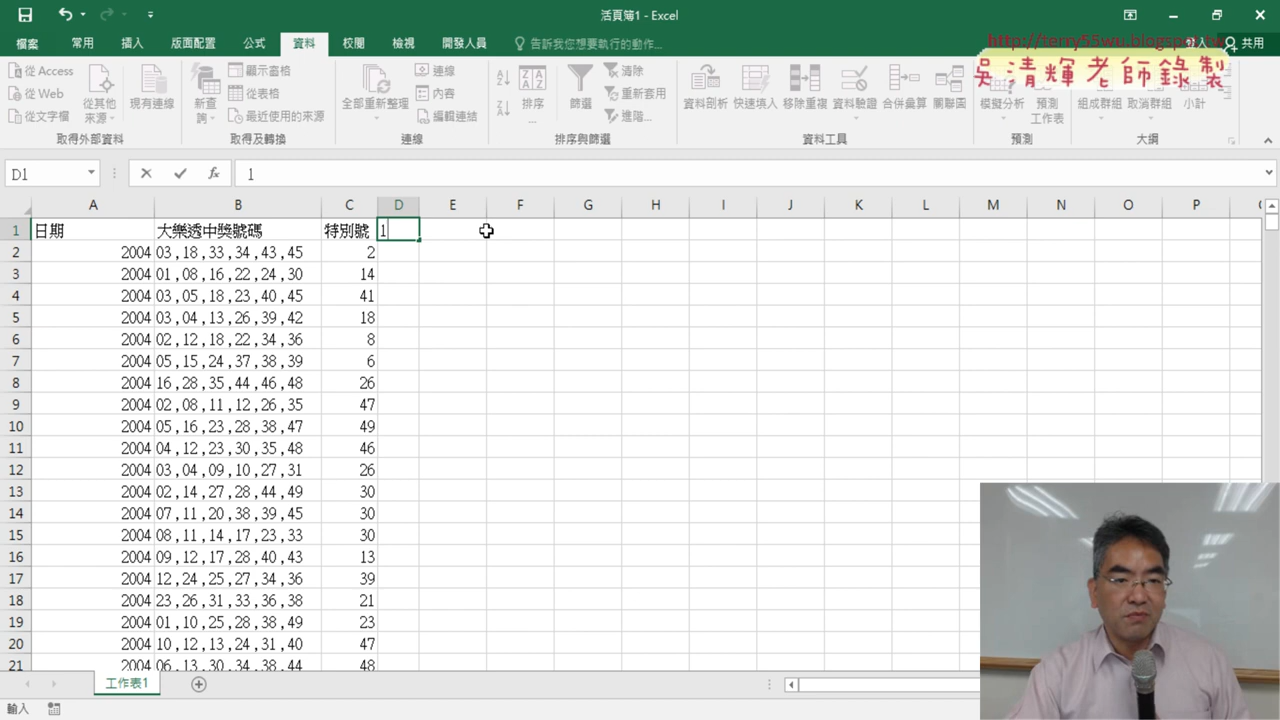 活頁簿1 - Excel
檔案 常用 插入 版面配置 公式 資料 校閱 檢視 開發人員 告訴我您想要執行的動作... 登入 共用
http://terry55wu.blogspot.tw
吳清輝老師錄製
從 Access
從 Web
從文字檔
從其他來源
現有連線
取得外部資料
新查詢
顯示查詢
從表格
最近使用的來源
取得及轉換
全部重新整理
連線
內容
編輯連結
連線
排序
篩選
清除
重新套用
進階...
排序與篩選
資料剖析 快速填入 移除重複 資料驗證 合併彙算 關聯圖
資料工具
模擬分析 預測工作表
預測
組成群組 取消群組 小計
大綱
D1 fx 1
A B C D E F G H I J K L M N O P
1 日期 大樂透中獎號碼 特別號 1
2 2004 03,18,33,34,43,45 2
3 2004 01,08,16,22,24,30 14
4 2004 03,05,18,23,40,45 41
5 2004 03,04,13,26,39,42 18
6 2004 02,12,18,22,34,36 8
7 2004 05,15,24,37,38,39 6
8 2004 16,28,35,44,46,48 26
9 2004 02,08,11,12,26,35 47
10 2004 05,16,23,28,38,47 49
11 2004 04,12,23,30,35,48 46
12 2004 03,04,09,10,27,31 26
13 2004 02,14,27,28,44,49 30
14 2004 07,11,20,38,39,45 30
15 2004 08,11,14,17,23,33 30
16 2004 09,12,17,28,40,43 13
17 2004 12,24,25,27,34,36 39
18 2004 23,26,31,33,36,38 21
19 2004 01,10,25,28,38,49 23
20 2004 10,12,13,24,31,40 47
21 2004 06,13,30,34,38,44 48
工作表1
輸入